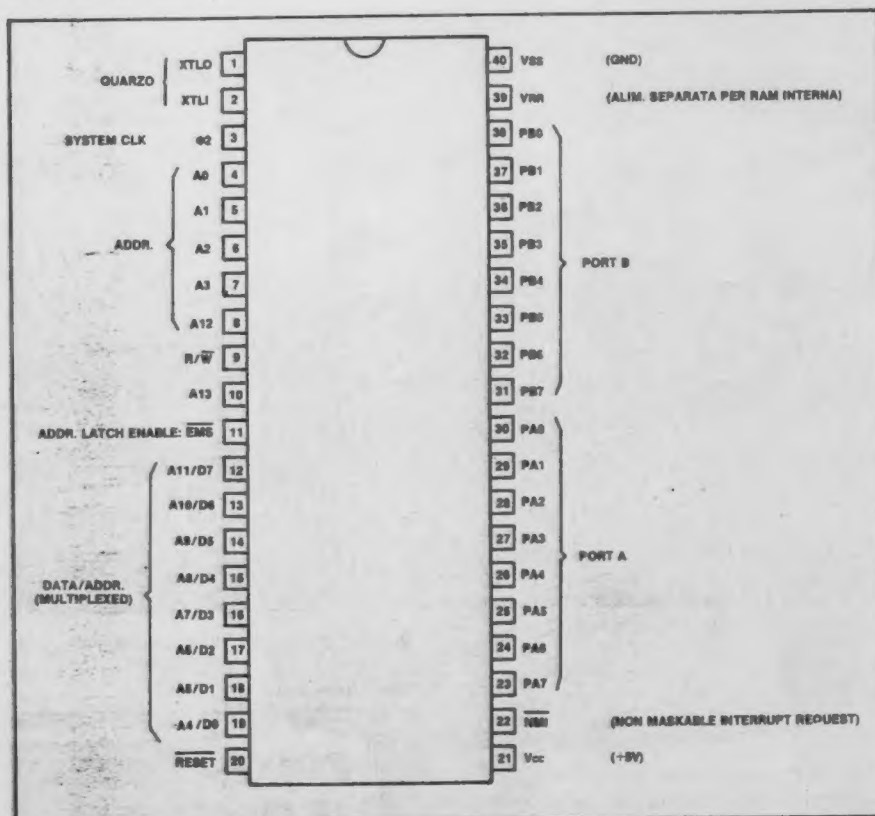 QUARZO
XTLO 1
XTLI 2
SYSTEM CLK Φ2 3
ADDR.
A0 4
A1 5
A2 6
A3 7
A12 8
R/W̅ 9
A13 10
ADDR. LATCH ENABLE: E̅M̅S̅ 11
DATA/ADDR.
(MULTIPLEXED)
A11/D7 12
A10/D6 13
A9/D5 14
A8/D4 15
A7/D3 16
A6/D2 17
A5/D1 18
A4/D0 19
R̅E̅S̅E̅T̅ 20
40 VSS (GND)
39 VRR (ALIM. SEPARATA PER RAM INTERNA)
38 PB0
37 PB1
36 PB2
35 PB3
34 PB4
33 PB5
32 PB6
31 PB7
PORT B
30 PA0
29 PA1
28 PA2
27 PA3
26 PA4
25 PA5
24 PA6
23 PA7
PORT A
22 N̅M̅I̅ (NON MASKABLE INTERRUPT REQUEST)
21 Vcc (+5V)